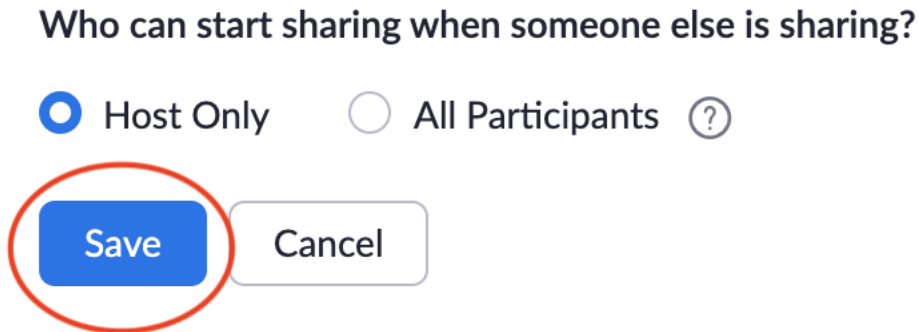 Who can start sharing when someone else is sharing?
Host Only All Participants ?
Save Cancel